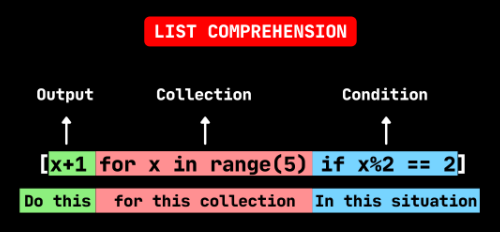 LIST COMPREHENSION
Output Collection Condition
[x+1 for x in range(5) if x%2 == 2]
Do this for this collection In this situation